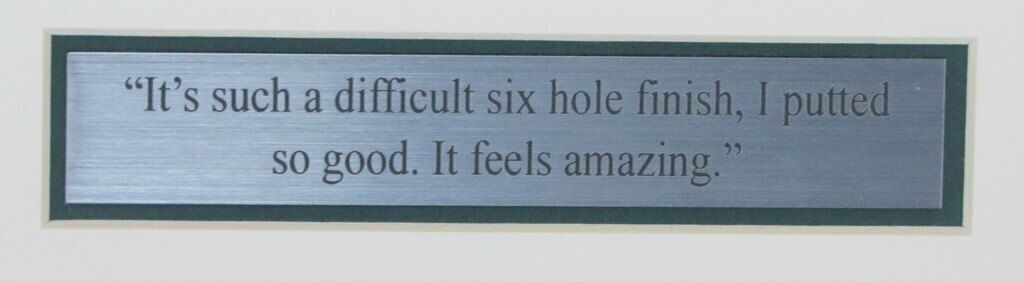 “It’s such a difficult six hole finish, I putted
so good. It feels amazing.”